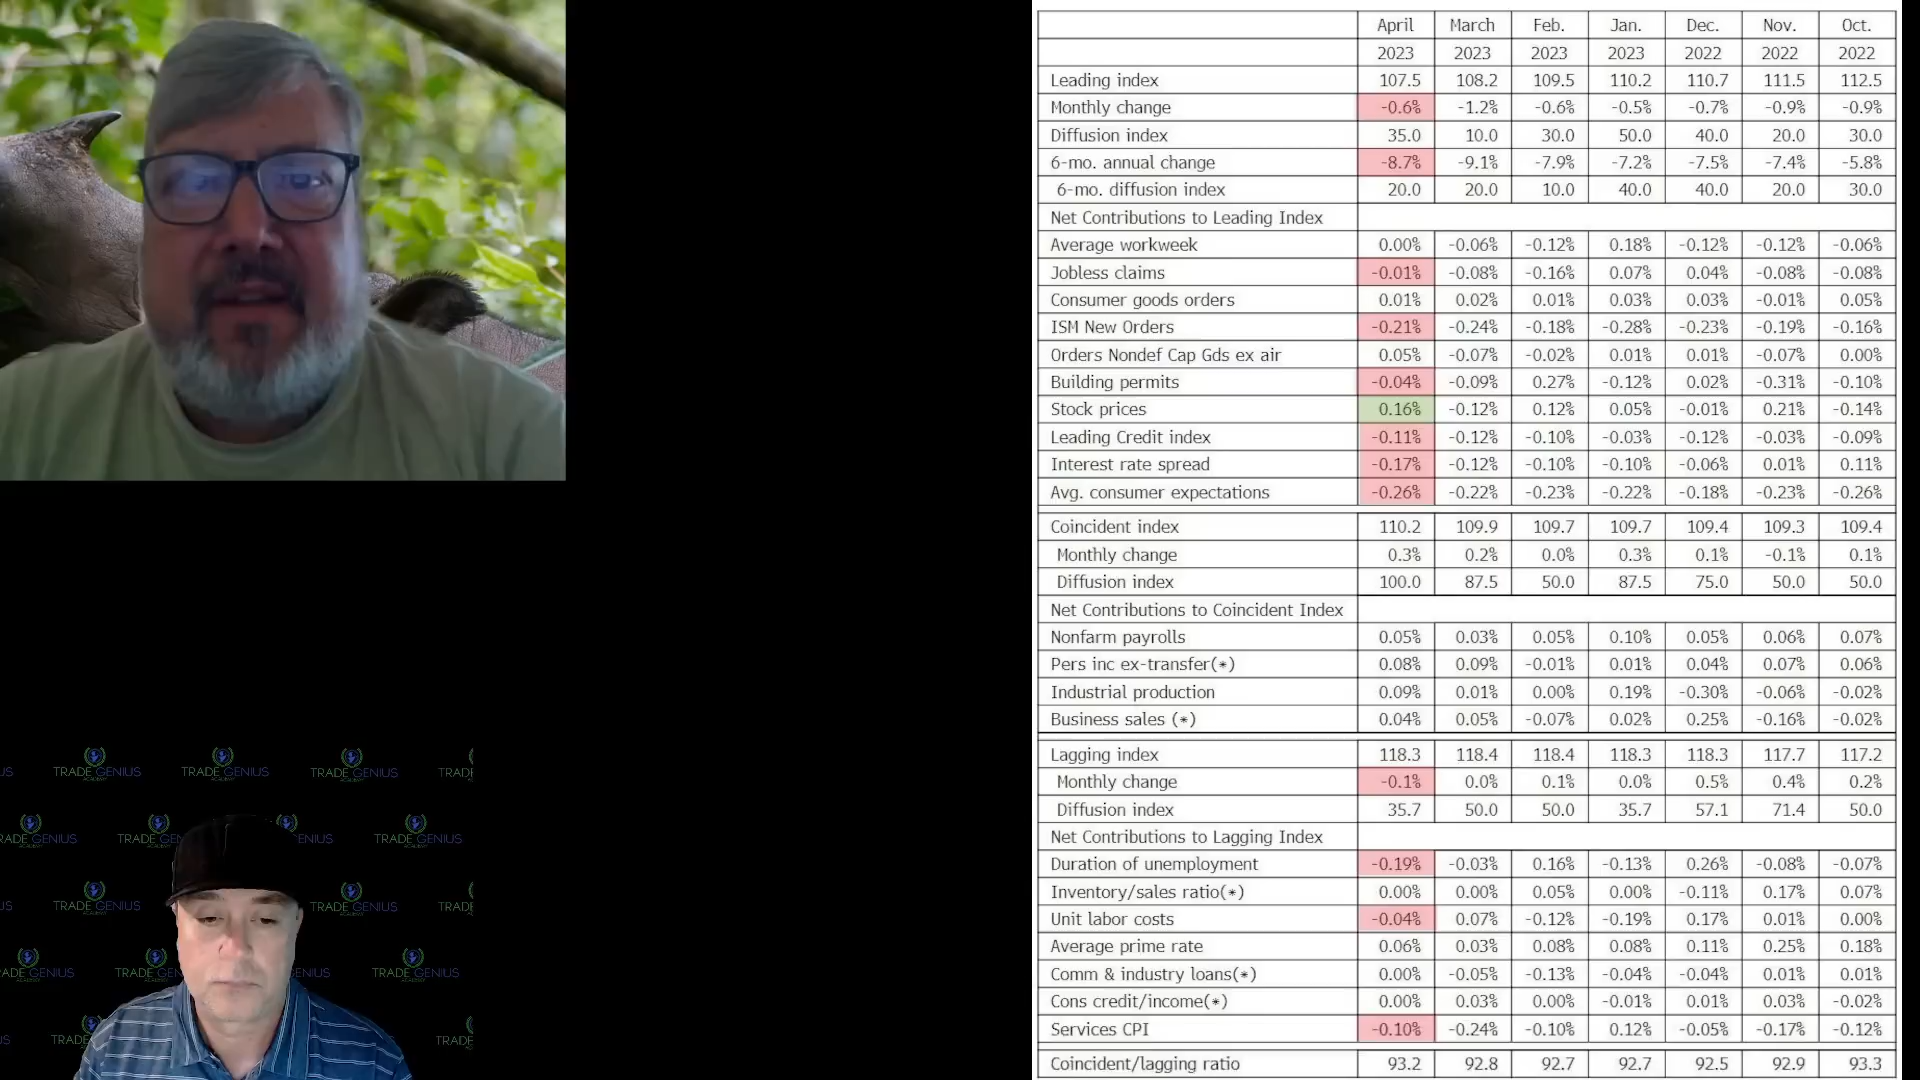 April March Feb. Jan. Dec. Nov. Oct.
2023 2023 2023 2023 2022 2022 2022
Leading index 107.5 108.2 109.5 110.2 110.7 111.5 112.5
Monthly change -0.6% -1.2% -0.6% -0.5% -0.7% -0.9% -0.9%
Diffusion index 35.0 10.0 30.0 50.0 40.0 20.0 30.0
6-mo. annual change -8.7% -9.1% -7.9% -7.2% -7.5% -7.4% -5.8%
6-mo. diffusion index 20.0 20.0 10.0 40.0 40.0 20.0 30.0
Net Contributions to Leading Index
Average workweek 0.00% -0.06% -0.12% 0.18% -0.12% -0.12% -0.06%
Jobless claims -0.01% -0.08% -0.16% 0.07% 0.04% -0.08% -0.08%
Consumer goods orders 0.01% 0.02% 0.01% 0.03% 0.03% -0.01% 0.05%
ISM New Orders -0.21% -0.24% -0.18% -0.28% -0.23% -0.19% -0.16%
Orders Nondef Cap Gds ex air 0.05% -0.07% -0.02% 0.01% 0.01% -0.07% 0.00%
Building permits -0.04% -0.09% 0.27% -0.12% 0.02% -0.31% -0.10%
Stock prices 0.16% -0.12% 0.12% 0.05% -0.01% 0.21% -0.14%
Leading Credit index -0.11% -0.12% -0.10% -0.03% -0.12% -0.03% -0.09%
Interest rate spread -0.17% -0.12% -0.10% -0.10% -0.06% 0.01% 0.11%
Avg. consumer expectations -0.26% -0.22% -0.23% -0.22% -0.18% -0.23% -0.26%
Coincident index 110.2 109.9 109.7 109.7 109.4 109.3 109.4
Monthly change 0.3% 0.2% 0.0% 0.3% 0.1% -0.1% 0.1%
Diffusion index 100.0 87.5 50.0 87.5 75.0 50.0 50.0
Net Contributions to Coincident Index
Nonfarm payrolls 0.05% 0.03% 0.05% 0.10% 0.05% 0.06% 0.07%
Pers inc ex-transfer(*) 0.08% 0.09% -0.01% 0.01% 0.04% 0.07% 0.06%
Industrial production 0.09% 0.01% 0.00% 0.19% -0.30% -0.06% -0.02%
Business sales (*) 0.04% 0.05% -0.07% 0.02% 0.25% -0.16% -0.02%
Lagging index 118.3 118.4 118.4 118.3 118.3 117.7 117.2
Monthly change -0.1% 0.0% 0.1% 0.0% 0.5% 0.4% 0.2%
Diffusion index 35.7 50.0 50.0 35.7 57.1 71.4 50.0
Net Contributions to Lagging Index
Duration of unemployment -0.19% -0.03% 0.16% -0.13% 0.26% -0.08% -0.07%
Inventory/sales ratio(*) 0.00% 0.00% 0.05% 0.00% -0.11% 0.17% 0.07%
Unit labor costs -0.04% 0.07% -0.12% -0.19% 0.17% 0.01% 0.00%
Average prime rate 0.06% 0.03% 0.08% 0.08% 0.11% 0.25% 0.18%
Comm & industry loans(*) 0.00% -0.05% -0.13% -0.04% -0.04% 0.01% 0.01%
Cons credit/income(*) 0.00% 0.03% 0.00% -0.01% 0.01% 0.03% -0.02%
Services CPI -0.10% -0.24% -0.10% 0.12% -0.05% -0.17% -0.12%
Coincident/lagging ratio 93.2 92.8 92.7 92.7 92.5 92.9 93.3
US TRADE GENIUS TRADE GENIUS TRADE GENIUS TRADE
RADE GENIUS TRADE GENIUS GENIUS TRADE GENIUS
US TRADE GENIUS TRADE GENIUS TRAD
ADE GENIUS TRADE GEN ENIUS TRADE GENIUS
US TRADE TRADE